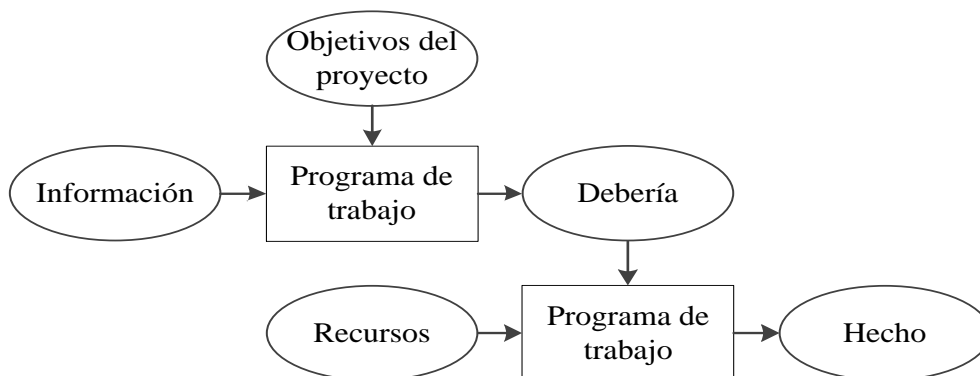 Objetivos del
proyecto
Información
Programa de
trabajo
Debería
Recursos
Programa de
trabajo
Hecho